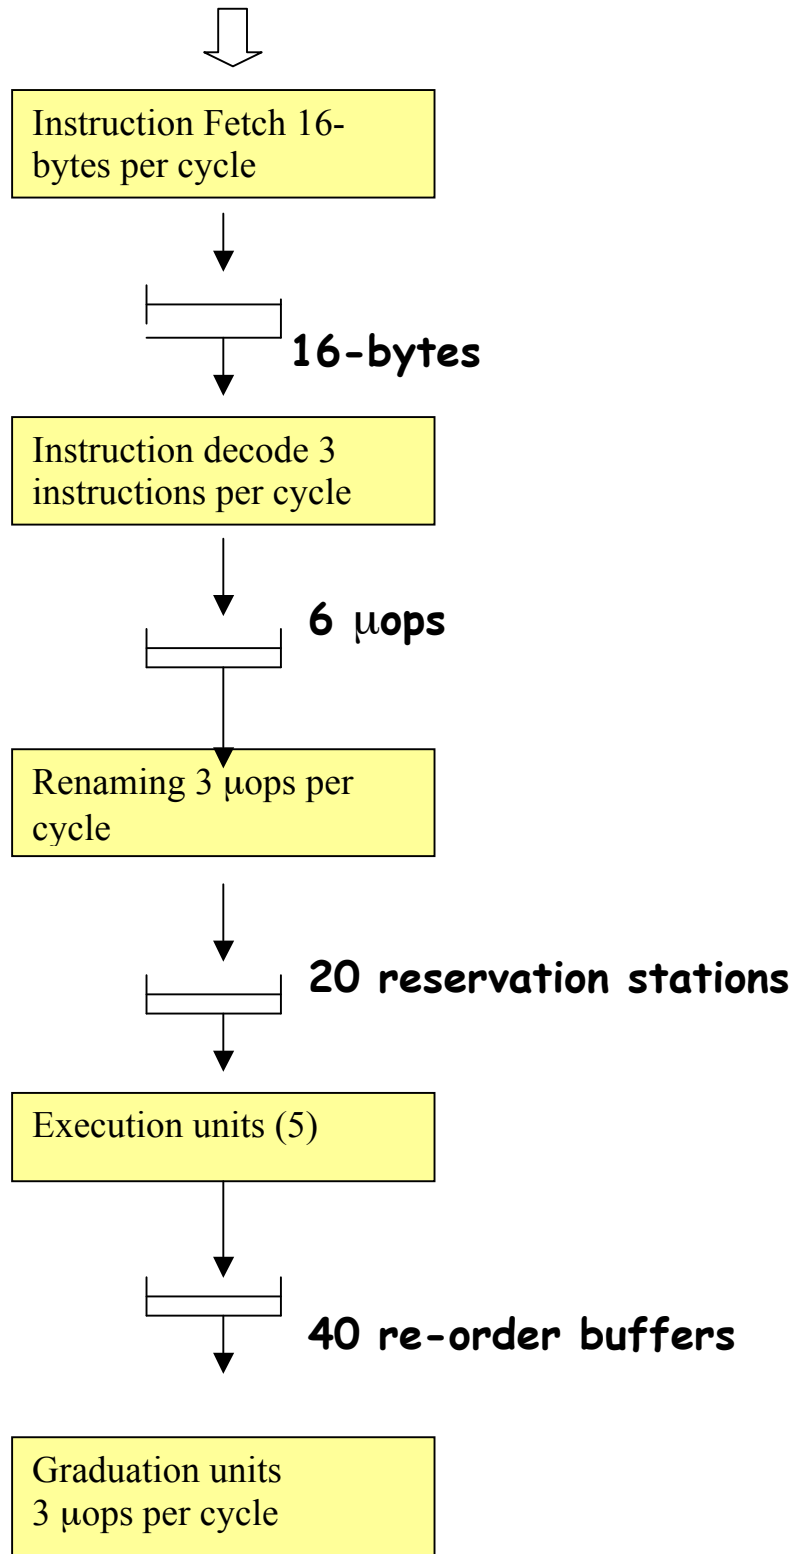 Instruction Fetch 16-
bytes per cycle
16-bytes
Instruction decode 3
instructions per cycle
6 μops
Renaming 3 μops per
cycle
20 reservation stations
Execution units (5)
40 re-order buffers
Graduation units
3 μops per cycle